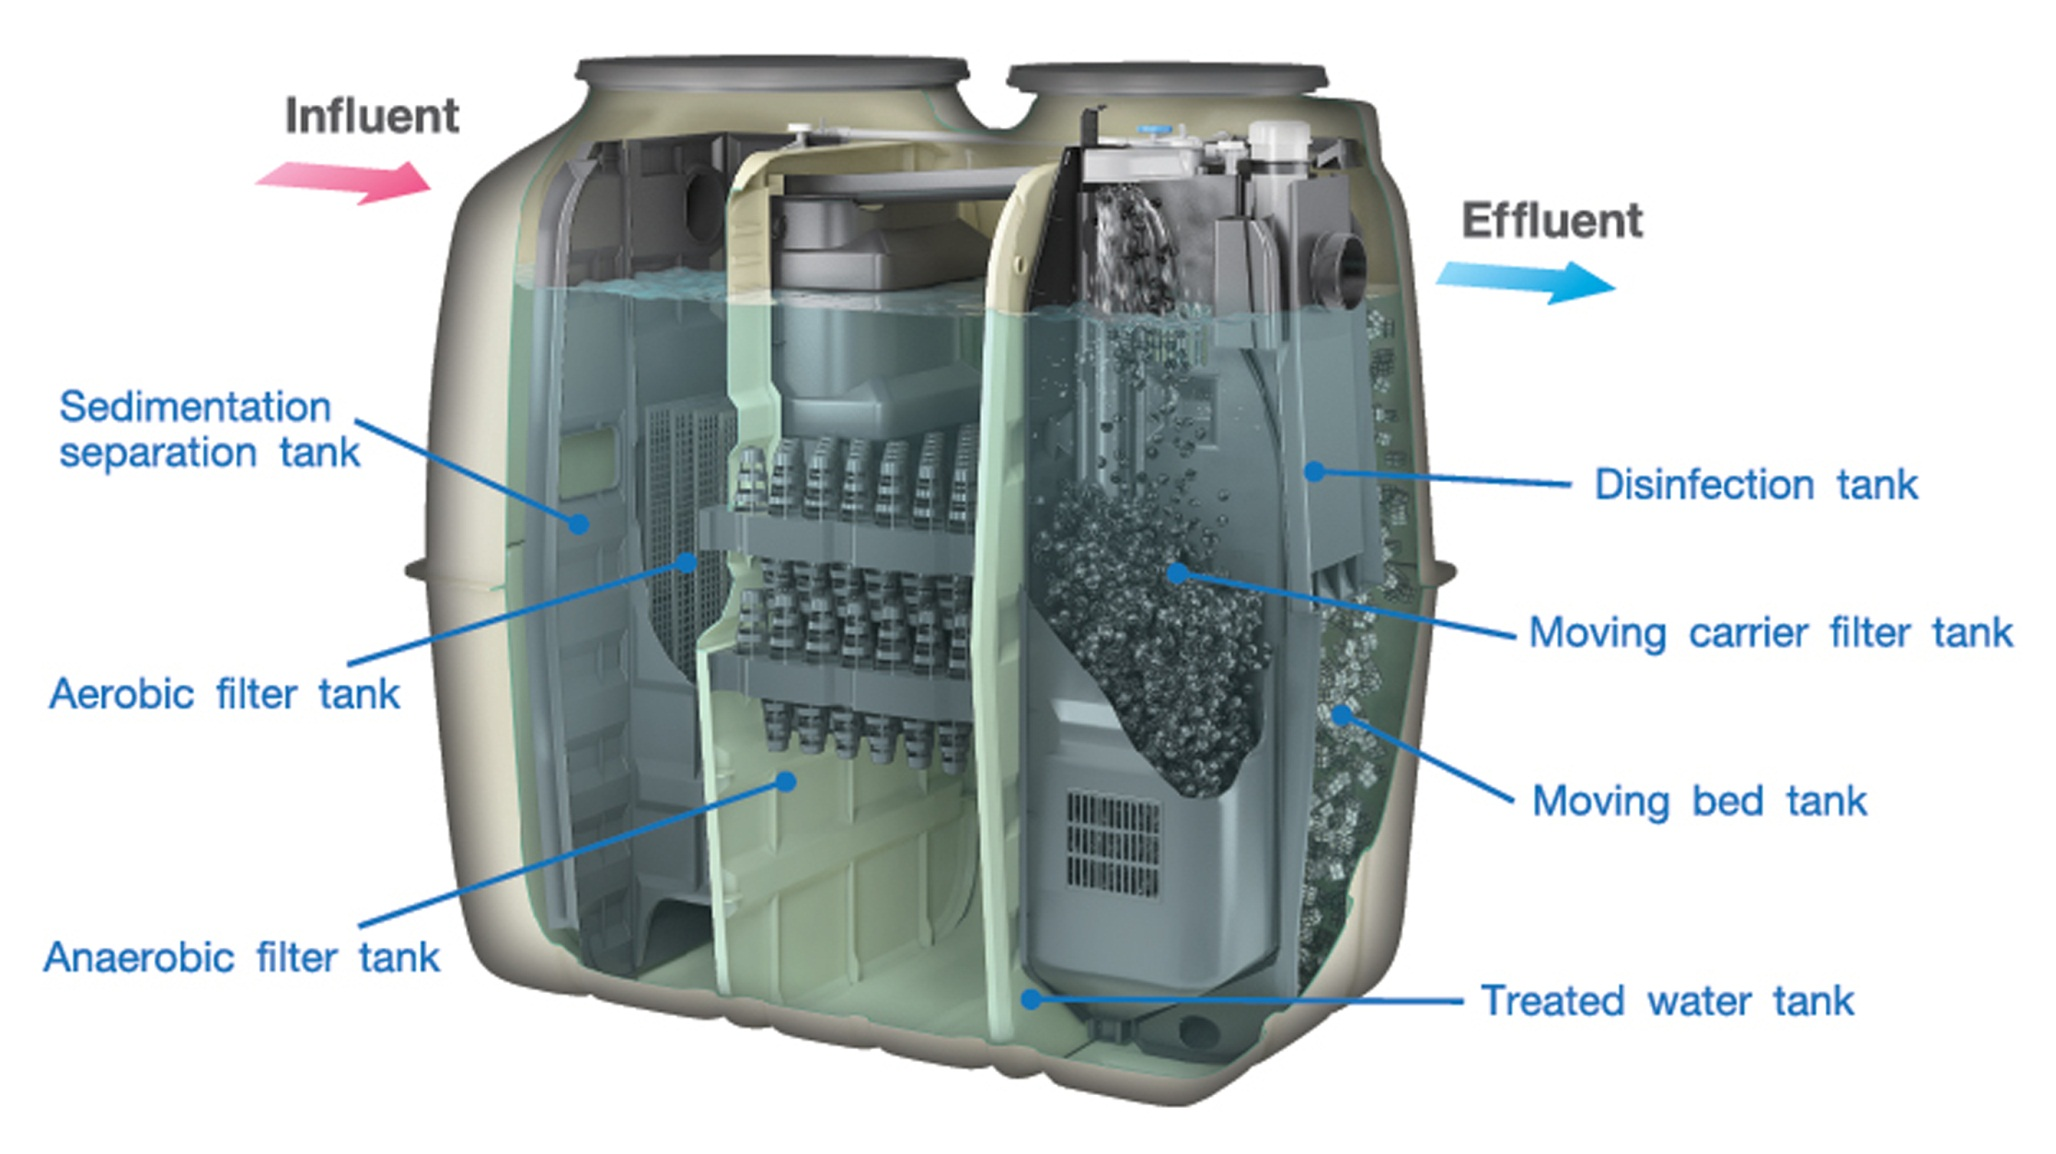 Influent
Effluent
Sedimentation
separation tank
Disinfection tank
Moving carrier filter tank
Aerobic filter tank
Moving bed tank
Anaerobic filter tank
Treated water tank